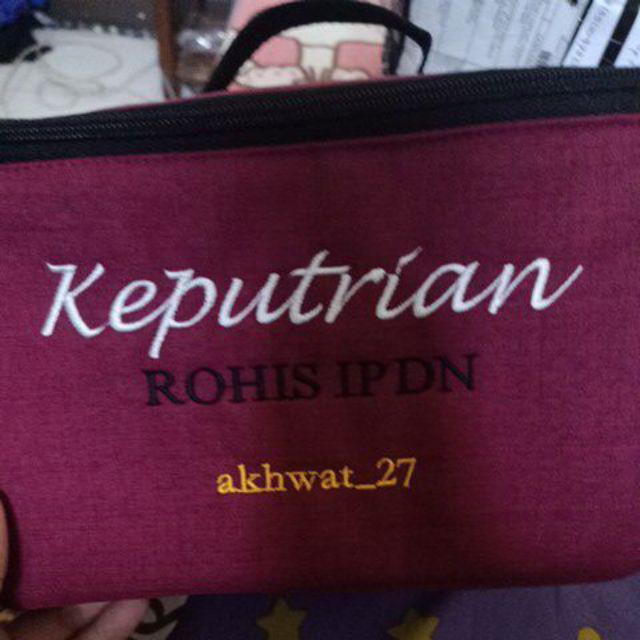 Keputrian
ROHIS IPDN
akhwat_27